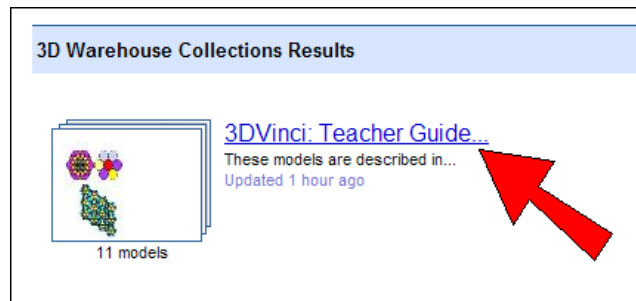 3D Warehouse Collections Results
3DVinci: Teacher Guide...
These models are described in...
Updated 1 hour ago
11 models